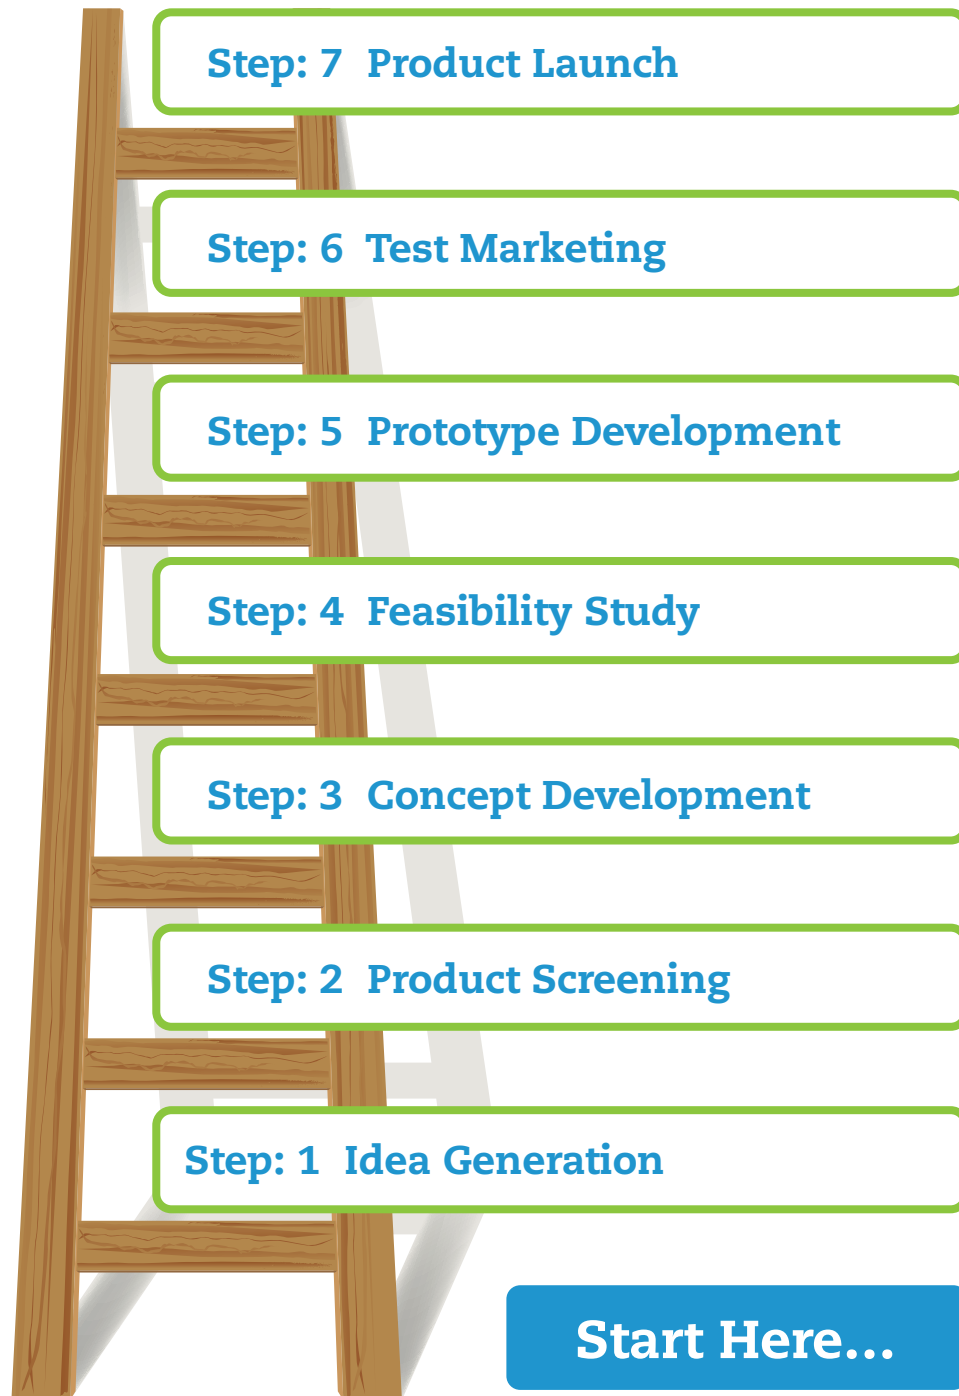 Step: 7 Product Launch
Step: 6 Test Marketing
Step: 5 Prototype Development
Step: 4 Feasibility Study
Step: 3 Concept Development
Step: 2 Product Screening
Step: 1 Idea Generation
Start Here...